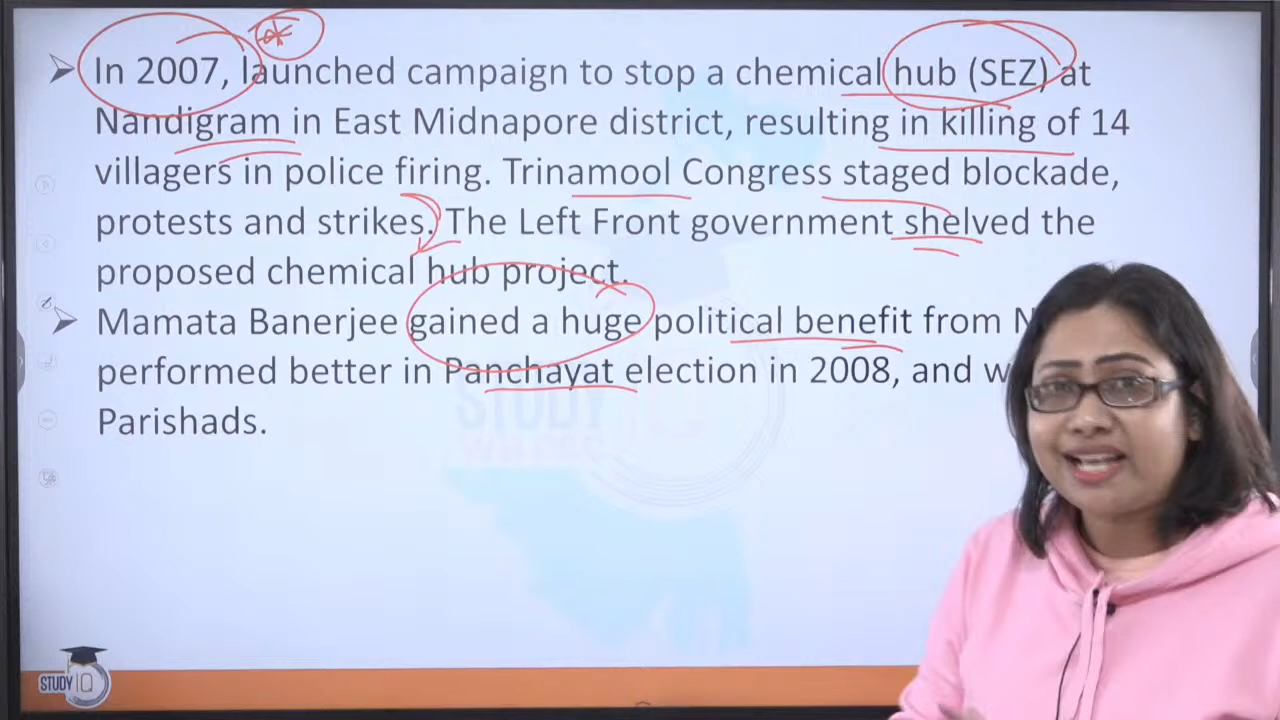 ➤ In 2007, launched campaign to stop a chemical hub (SEZ) at
Nandigram in East Midnapore district, resulting in killing of 14
villagers in police firing. Trinamool Congress staged blockade,
protests and strikes. The Left Front government shelved the
proposed chemical hub project.
➤ Mamata Banerjee gained a huge political benefit from
performed better in Panchayat election in 2008, and
Parishads.
STUDY
STUDY IQ